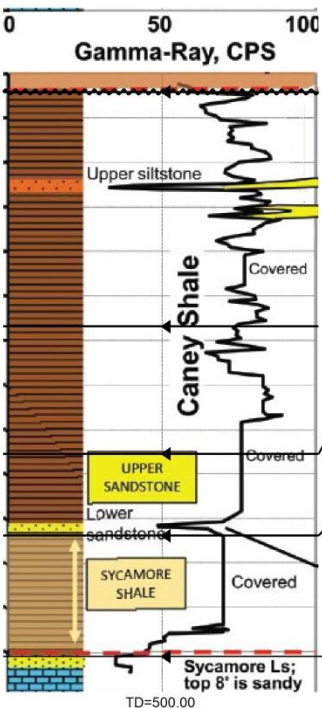 0 50 100
Gamma-Ray, CPS
Upper siltstone
Covered
Caney Shale
Covered
UPPER
SANDSTONE
Lower
sandstone
SYCAMORE
SHALE
Covered
Sycamore Ls;
top 8' is sandy
TD=500.00